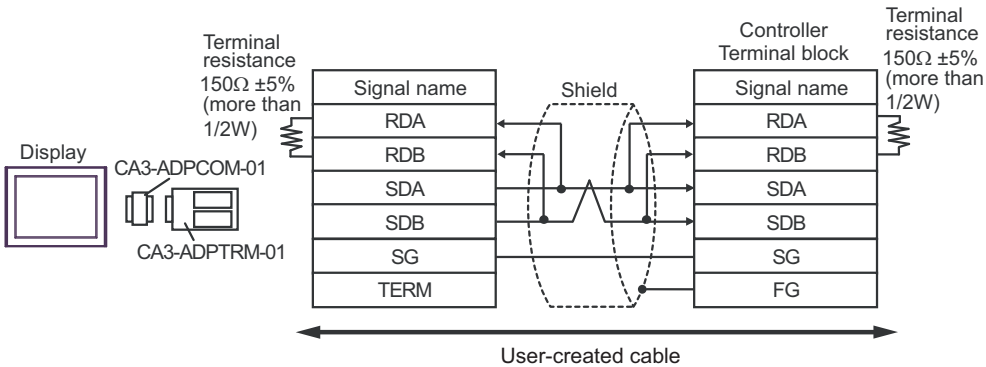 Display
CA3-ADPCOM-01
CA3-ADPTRM-01
Terminal
resistance
150Ω ±5%
(more than
1/2W)
Signal name
RDA
RDB
SDA
SDB
SG
TERM
Shield
Controller
Terminal block
Signal name
RDA
RDB
SDA
SDB
SG
FG
Terminal
resistance
150Ω ±5%
(more than
1/2W)
User-created cable